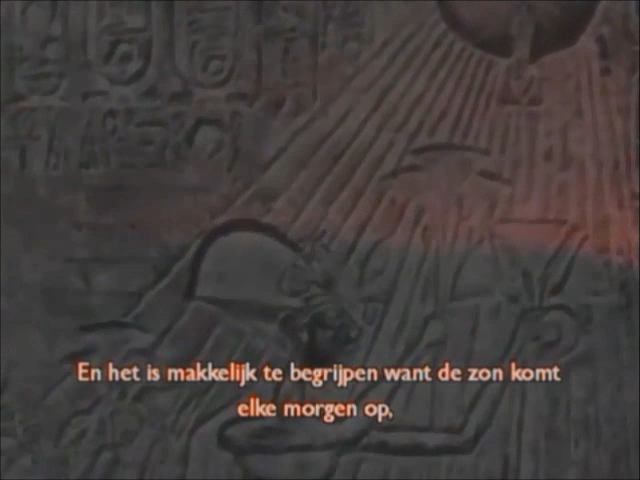 En het is makkelijk te begrijpen want de zon komt
elke morgen op,